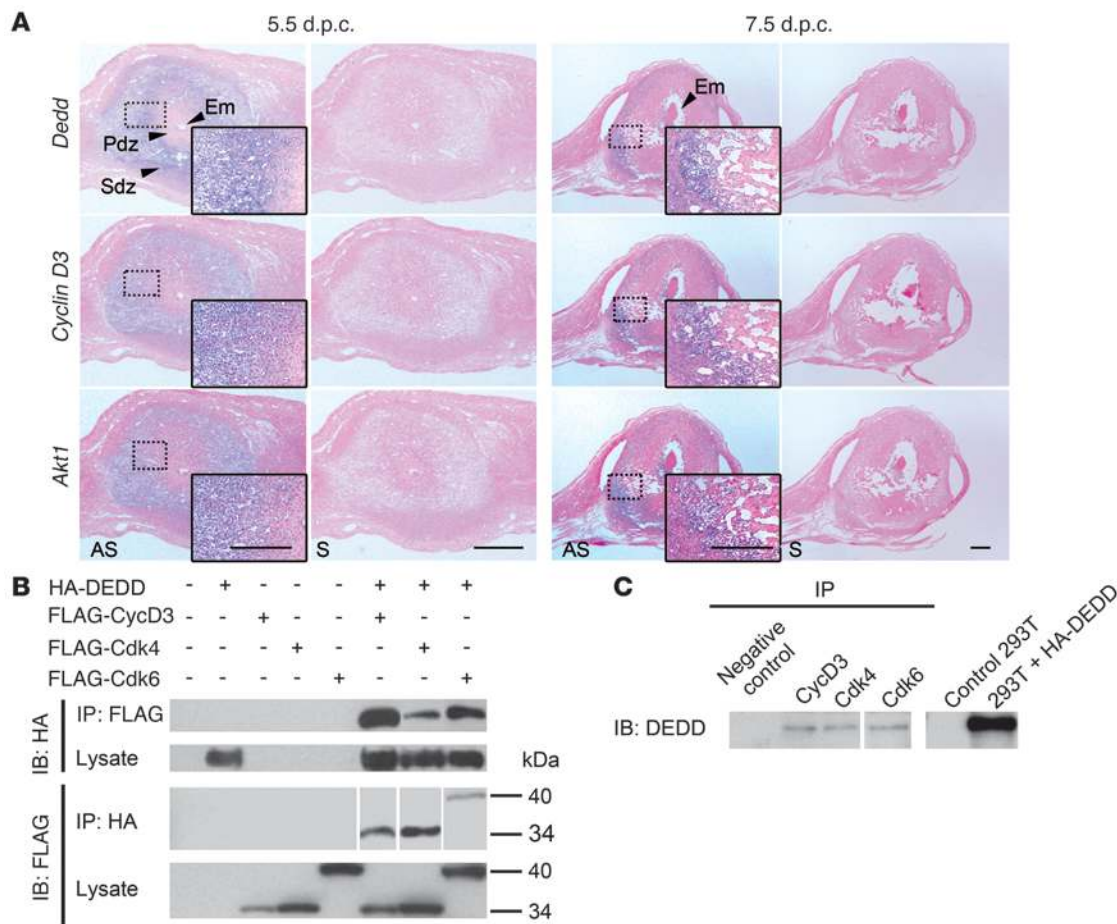 A
5.5 d.p.c.
7.5 d.p.c.
Dedd
Em
Pdz
Sdz
Em
Cyclin D3
Akt1
AS
S
AS
S
B
HA-DEDD - + - - - + + +
FLAG-CycD3 - - + - - + - -
FLAG-Cdk4 - - - + - - + -
FLAG-Cdk6 - - - - + - - +
IB: HA
IP: FLAG
Lysate
kDa
IB: FLAG
IP: HA
40
34
Lysate
40
34
C
IP
Negative control
CycD3
Cdk4
Cdk6
Control 293T
293T + HA-DEDD
IB: DEDD